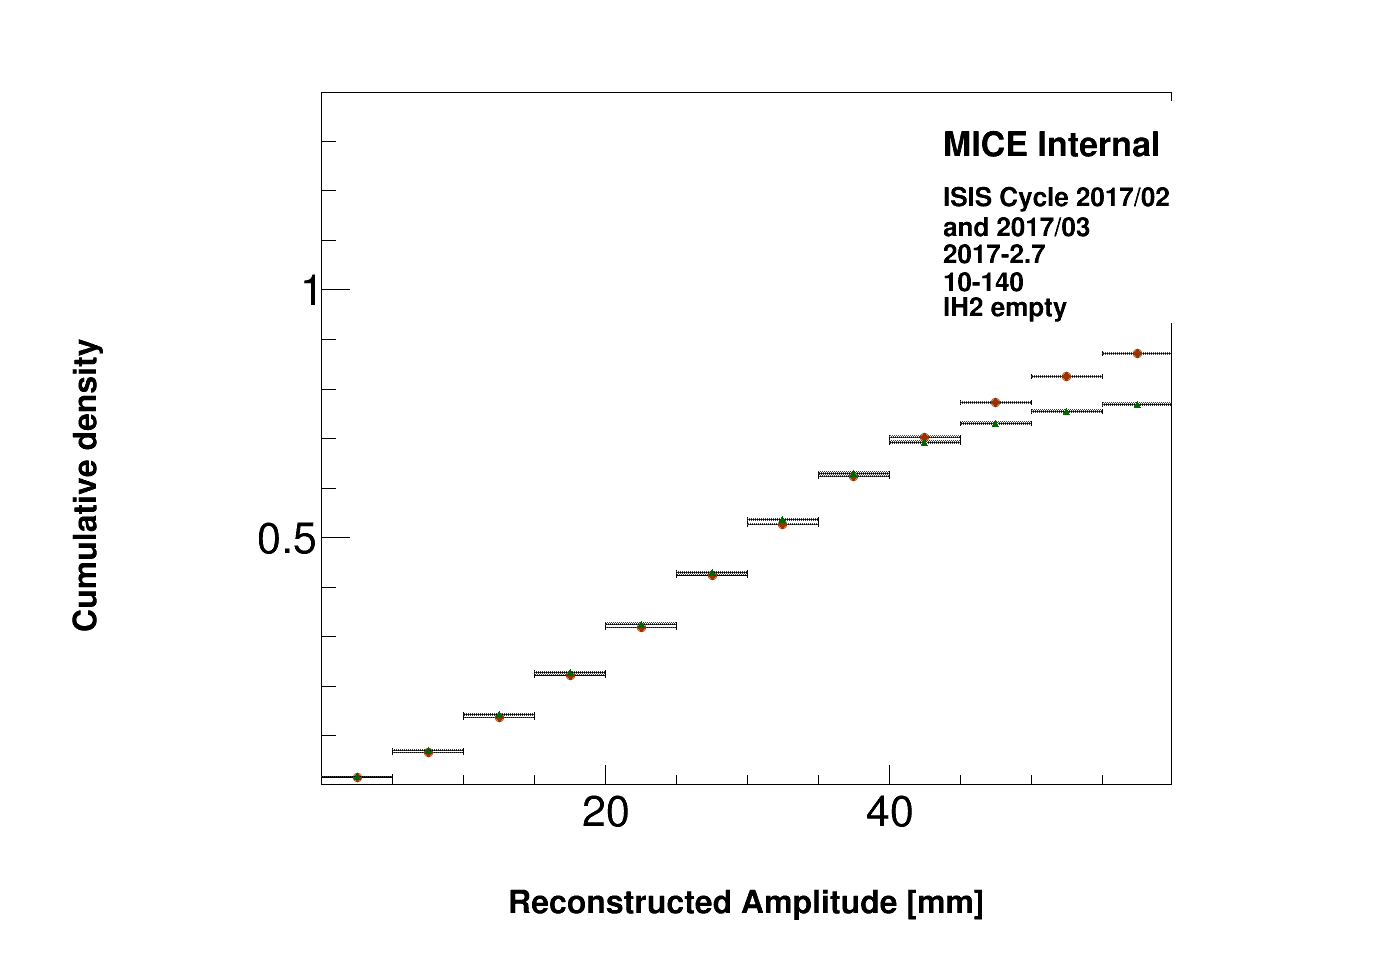 MICE Internal
ISIS Cycle 2017/02
and 2017/03
2017-2.7
10-140
lH2 empty
1
0.5
Cumulative density
20 40
Reconstructed Amplitude [mm]